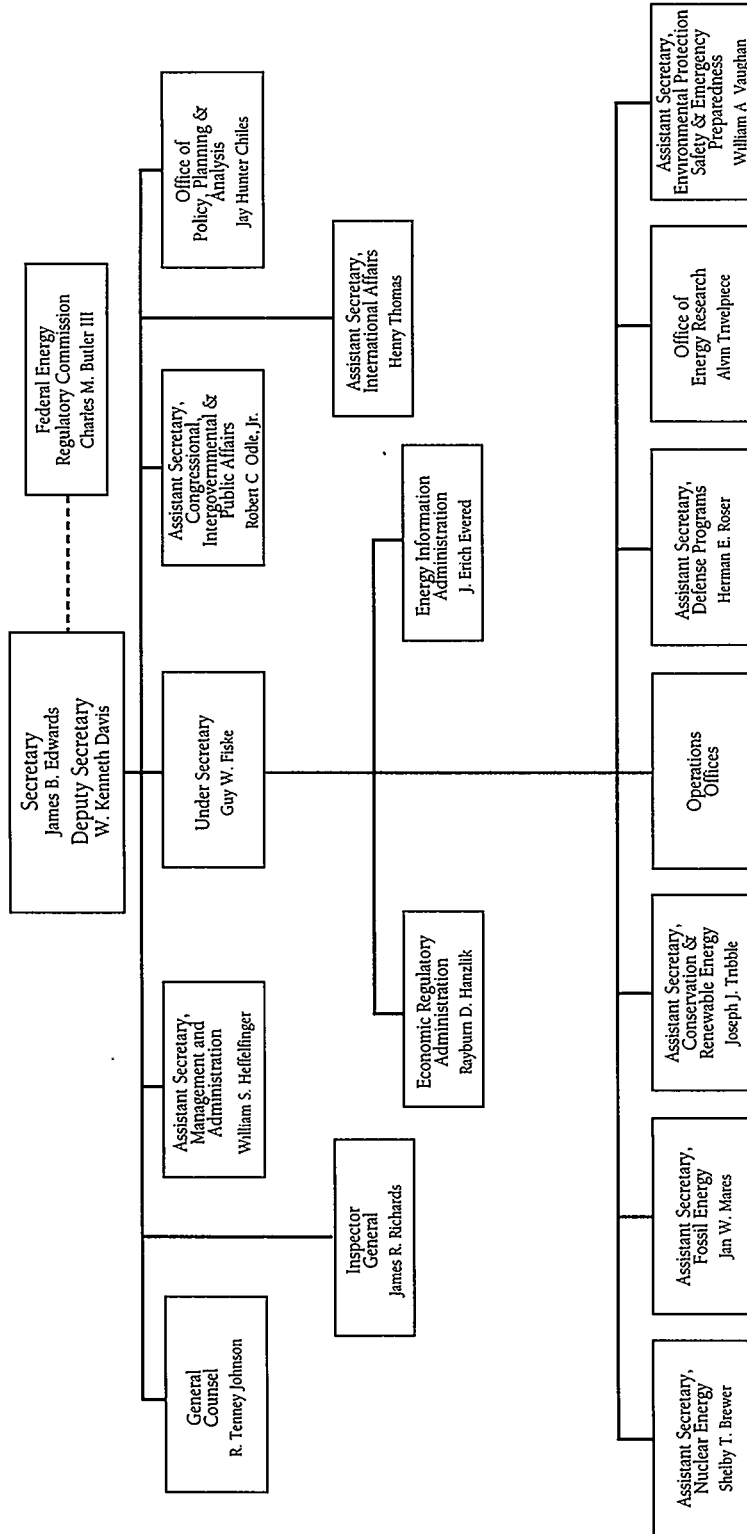 Secretary
James B. Edwards
Deputy Secretary
W. Kenneth Davis
Federal Energy
Regulatory Commission
Charles M. Butler III
General
Counsel
R. Tenney Johnson
Assistant Secretary,
Management and
Administration
William S. Heffelfinger
Under Secretary
Guy W. Fiske
Assistant Secretary,
Congressional,
Intergovernmental &
Public Affairs
Robert C Odle, Jr.
Office of
Policy, Planning &
Analysis
Jay Hunter Chiles
Inspector
General
James R. Richards
Assistant Secretary,
International Affairs
Henry Thomas
Economic Regulatory
Administration
Rayburn D. Hanzlik
Energy Information
Administration
J. Erich Evered
Assistant Secretary,
Nuclear Energy
Shelby T. Brewer
Assistant Secretary,
Fossil Energy
Jan W. Mares
Assistant Secretary,
Conservation &
Renewable Energy
Joseph J. Tribble
Operations
Offices
Assistant Secretary,
Defense Programs
Herman E. Roser
Office of
Energy Research
Alvin Trivelpiece
Assistant Secretary,
Environmental Protection
Safety & Emergency
Preparedness
William A Vaughan